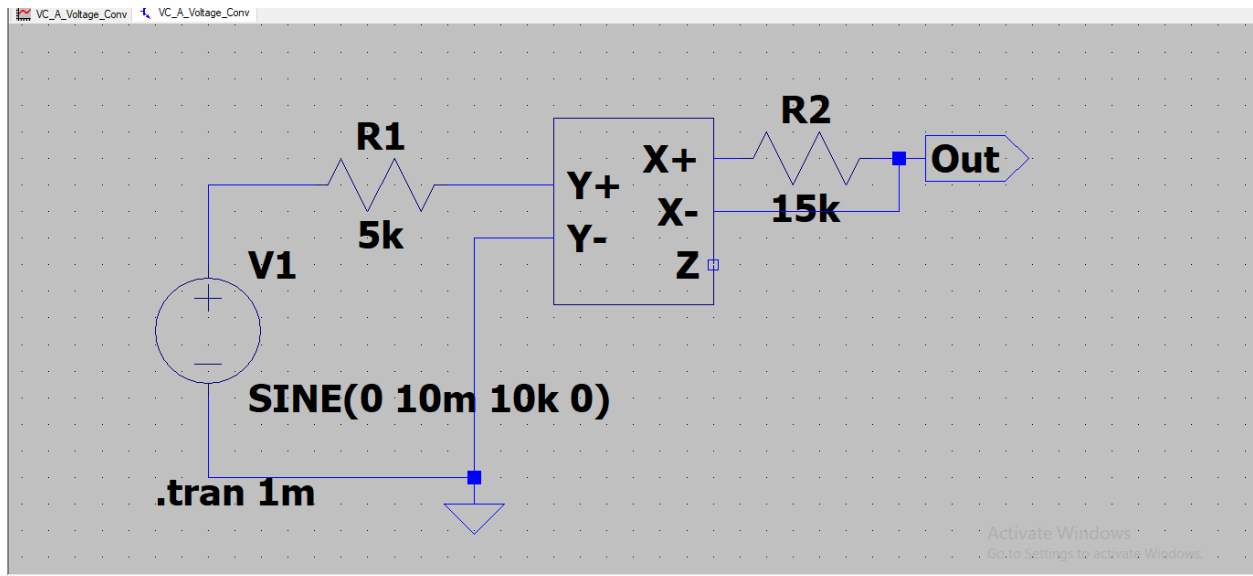 VC_A_Voltage_Conv VC_A_Voltage_Conv
R2
R1
X+
Out
Y+
5k
X-
15k
Y-
V1
Z
SINE(0 10m 10k 0)
.tran 1m
Activate Windows
Go to Settings to activate Windows.